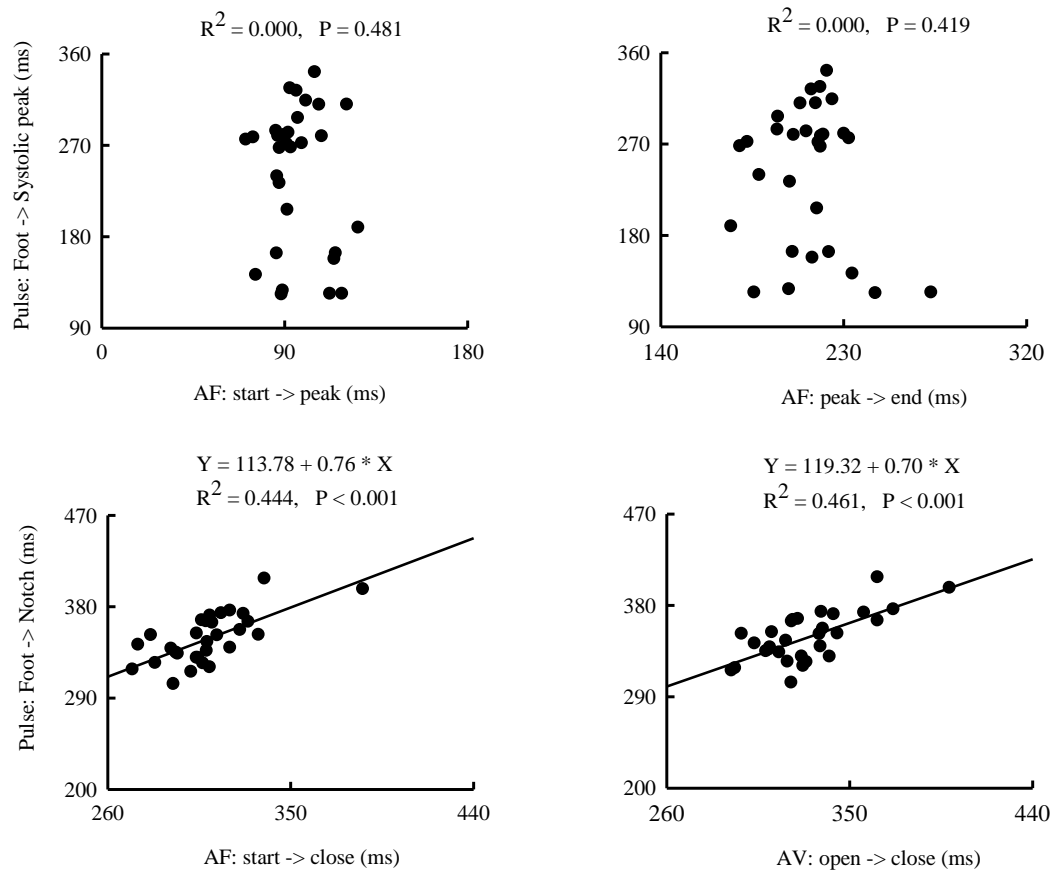 R2 = 0.000, P = 0.481
Pulse: Foot -> Systolic peak (ms)
360
270
180
90
0
90
180
AF: start -> peak (ms)
R2 = 0.000, P = 0.419
360
270
180
90
140
230
320
AF: peak -> end (ms)
Y = 113.78 + 0.76 * X
R2 = 0.444, P < 0.001
Pulse: Foot -> Notch (ms)
470
380
290
200
260
350
440
AF: start -> close (ms)
Y = 119.32 + 0.70 * X
R2 = 0.461, P < 0.001
470
380
290
200
260
350
440
AV: open -> close (ms)